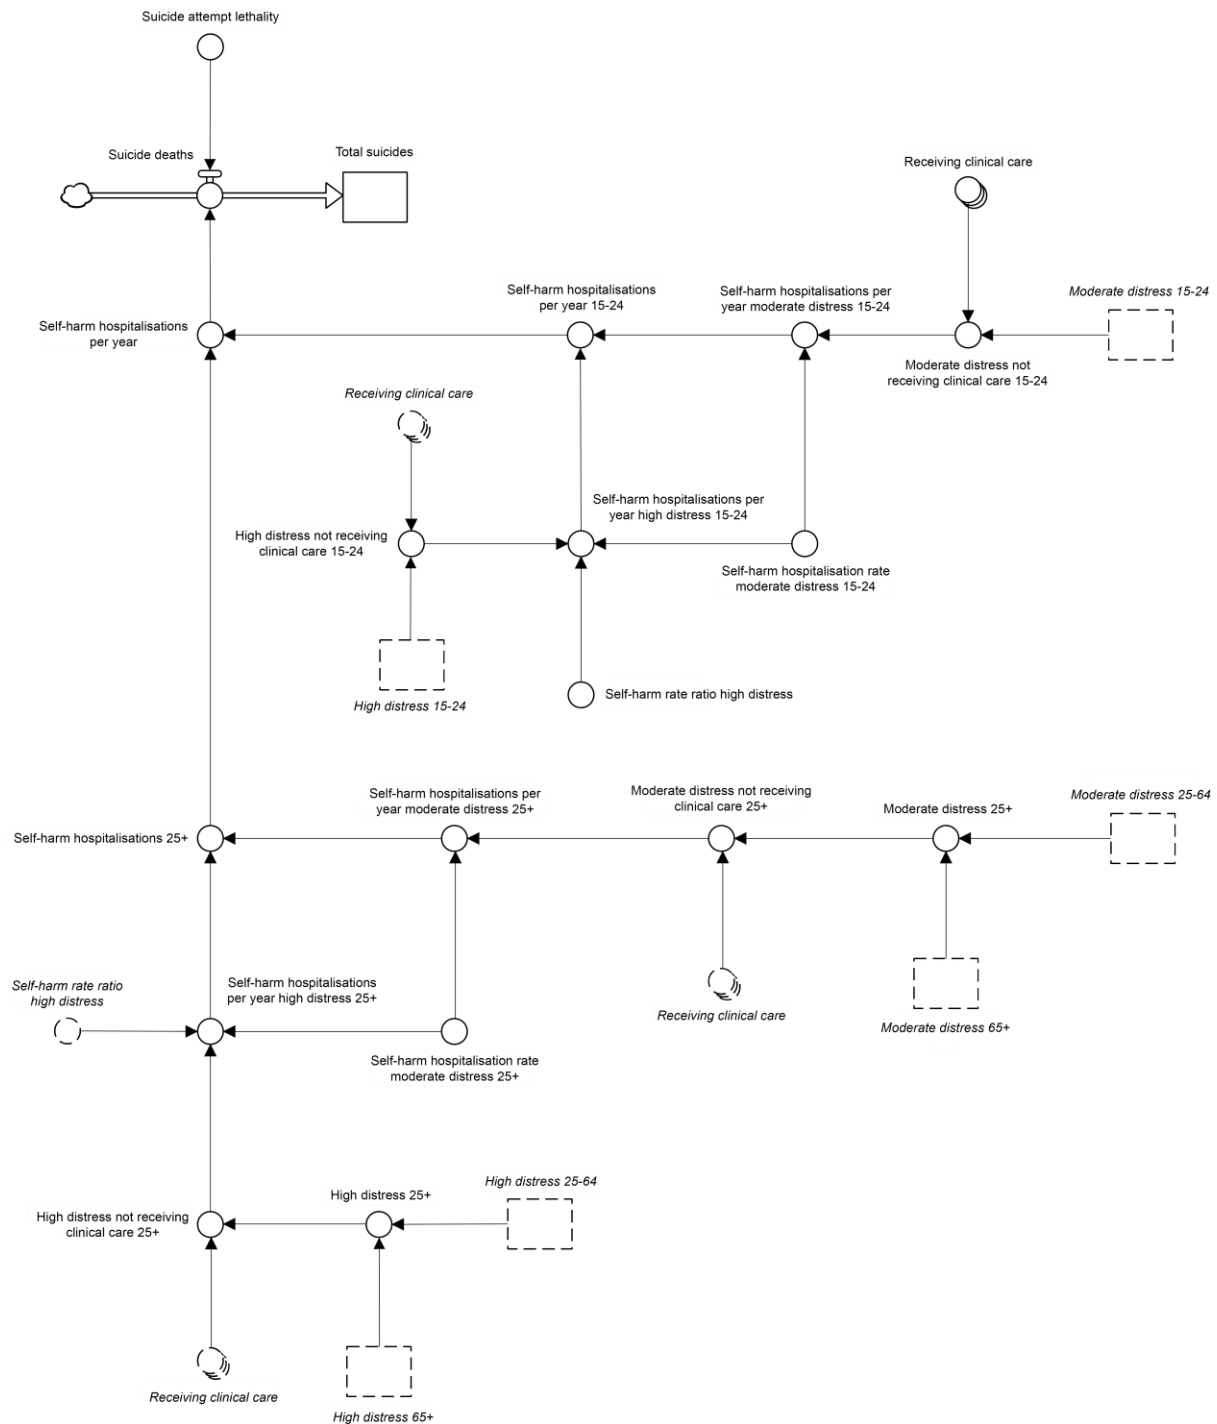 Suicide attempt lethality
Suicide deaths
Total suicides
Receiving clinical care
Self-harm hospitalisations
per year 15-24
Self-harm hospitalisations per
year moderate distress 15-24
Moderate distress 15-24
Self-harm hospitalisations
per year
Moderate distress not
receiving clinical care 15-24
Receiving clinical care
Self-harm hospitalisations per
year high distress 15-24
High distress not receiving
clinical care 15-24
Self-harm hospitalisation rate
moderate distress 15-24
High distress 15-24
Self-harm rate ratio high distress
Self-harm hospitalisations per
year moderate distress 25+
Moderate distress not receiving
clinical care 25+
Moderate distress 25+
Moderate distress 25-64
Self-harm hospitalisations 25+
Self-harm rate ratio
high distress
Self-harm hospitalisations
per year high distress 25+
Receiving clinical care
Moderate distress 65+
Self-harm hospitalisation rate
moderate distress 25+
High distress not receiving
clinical care 25+
High distress 25+
High distress 25-64
Receiving clinical care
High distress 65+